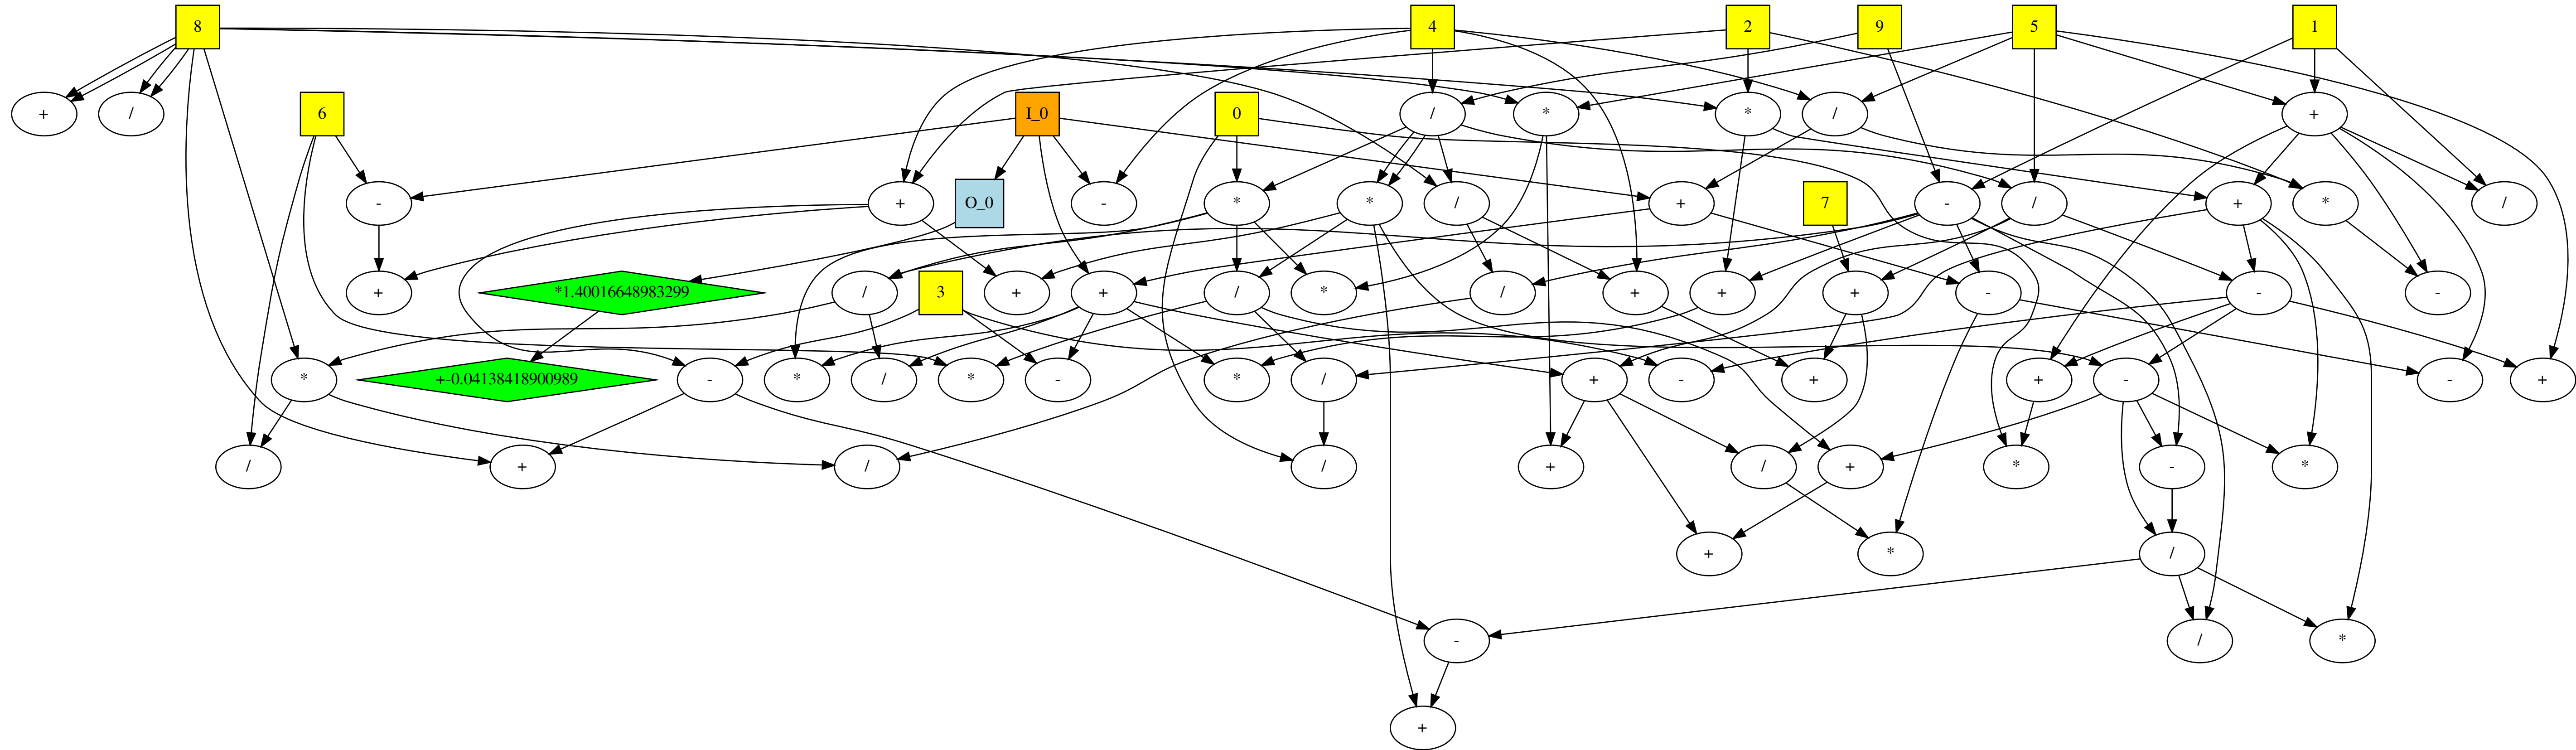 8 4 2 9 5 1
+ / 6 I_0 0 / * * / +
- + O_0 - * * / + 7 - / + * /
+ *1.40016648983299 / 3 + + / * / + + + - - -
* +-0.04138418900989 - * / * - * / + - + + - - +
/ + / / + / + * - *
+ * /
- / *
+